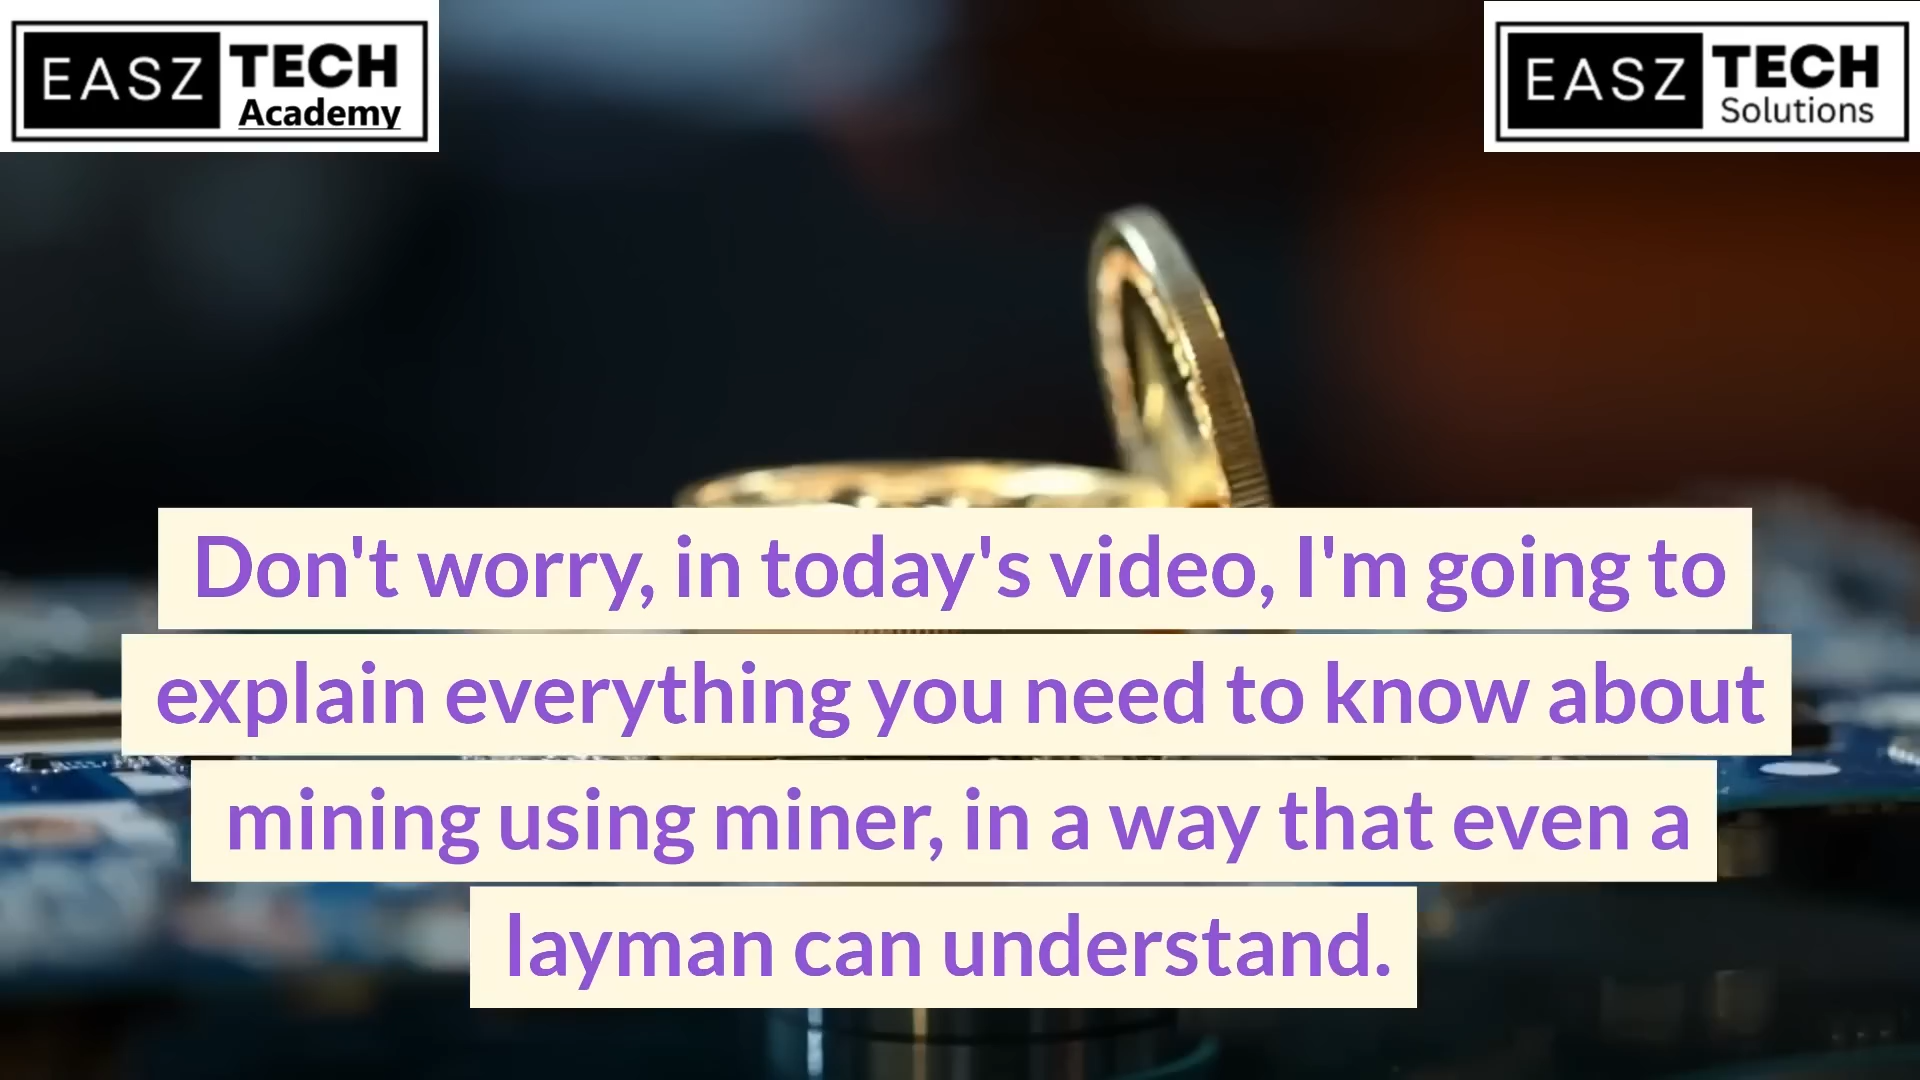 EASZ TECH
Academy
EASZ TECH
Solutions
Don't worry, in today's video, I'm going to
explain everything you need to know about
mining using miner, in a way that even a
layman can understand.